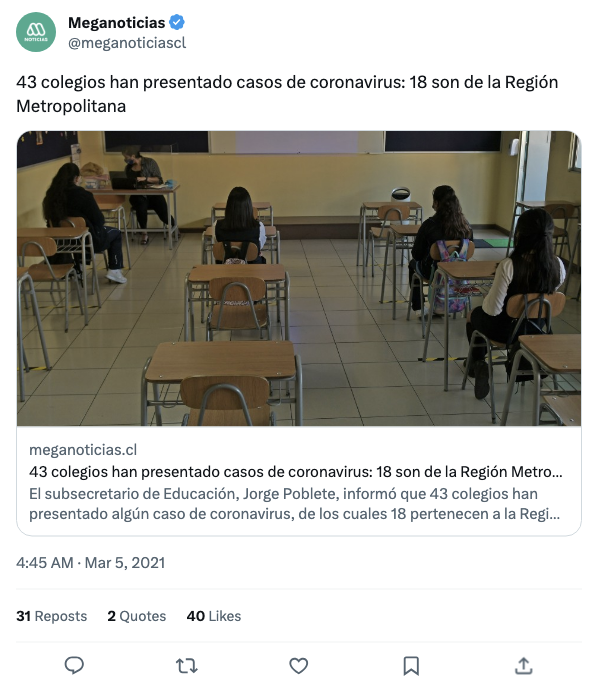 Meganoticias
@meganoticiascl
43 colegios han presentado casos de coronavirus: 18 son de la Región
Metropolitana
meganoticias.cl
43 colegios han presentado casos de coronavirus: 18 son de la Región Metro...
El subsecretario de Educación, Jorge Poblete, informó que 43 colegios han
presentado algún caso de coronavirus, de los cuales 18 pertenecen a la Regi...
4:45 AM · Mar 5, 2021
31 Reposts 2 Quotes 40 Likes